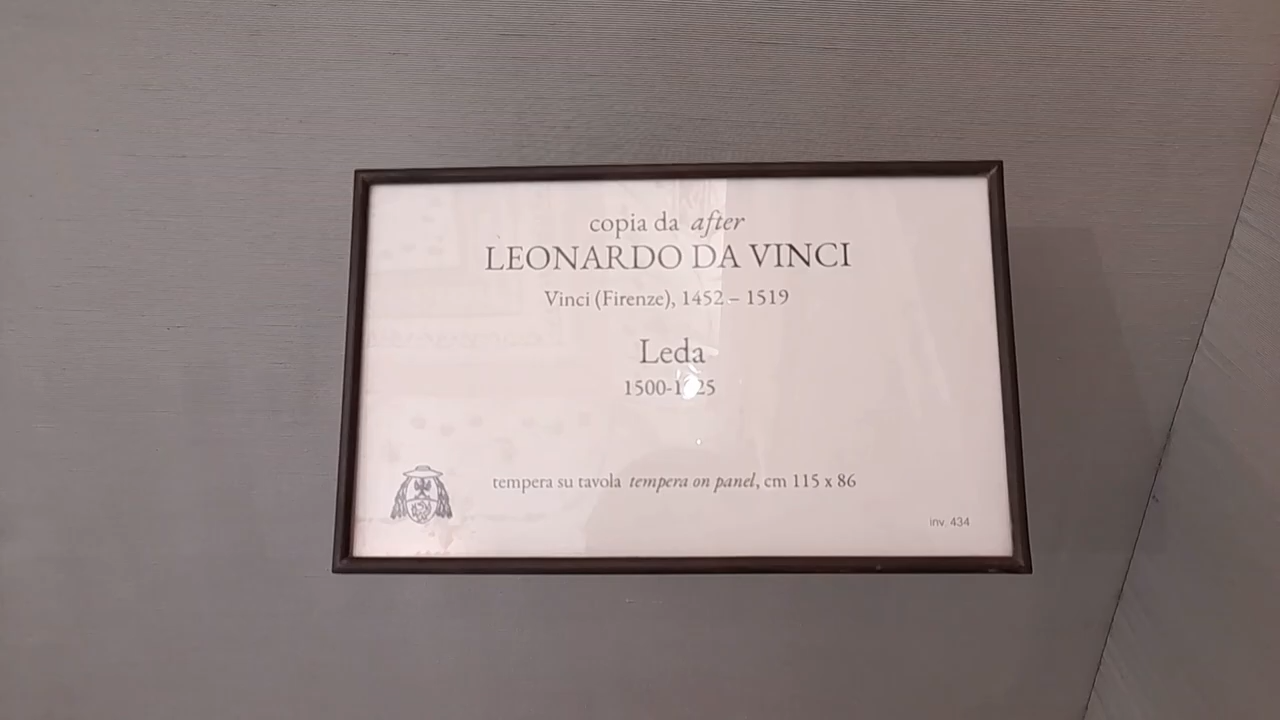 copia da after
LEONARDO DA VINCI
Vinci (Firenze), 1452 – 1519
Leda
tempera su tavola tempera on panel, cm 115 x 86
inv. 434